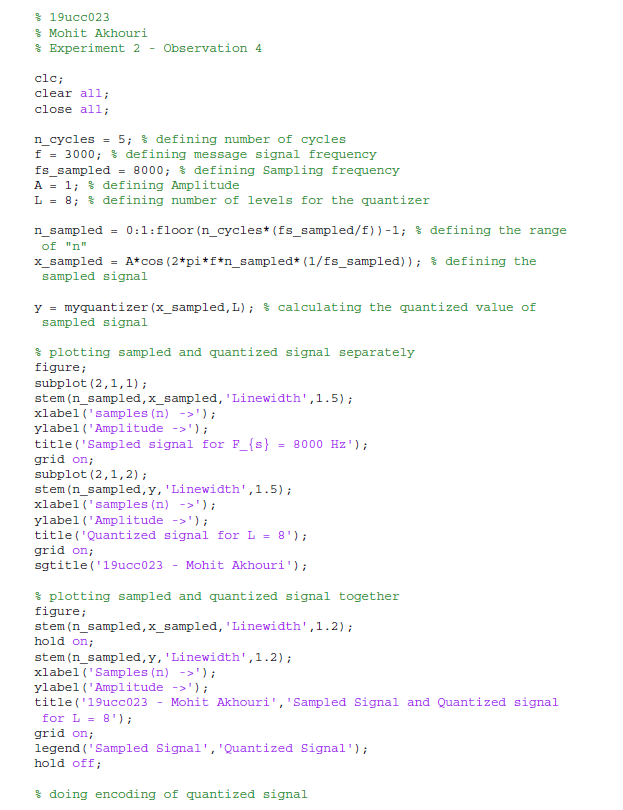 % 19ucc023
% Mohit Akhouri
% Experiment 2 - Observation 4
clc;
clear all;
close all;
n_cycles = 5; % defining number of cycles
f = 3000; % defining message signal frequency
fs_sampled = 8000; % defining Sampling frequency
A = 1; % defining Amplitude
L = 8; % defining number of levels for the quantizer
n_sampled = 0:1:floor(n_cycles*(fs_sampled/f))-1; % defining the range
of "n"
x_sampled = A*cos(2*pi*f*n_sampled*(1/fs_sampled)); % defining the
sampled signal
y = myquantizer(x_sampled,L); % calculating the quantized value of
sampled signal
% plotting sampled and quantized signal separately
figure;
subplot(2,1,1);
stem(n_sampled,x_sampled,'Linewidth',1.5);
xlabel('samples(n) ->');
ylabel('Amplitude ->');
title('Sampled signal for F_{s} = 8000 Hz');
grid on;
subplot(2,1,2);
stem(n_sampled,y,'Linewidth',1.5);
xlabel('samples(n) ->');
ylabel('Amplitude ->');
title('Quantized signal for L = 8');
grid on;
sgtitle('19ucc023 - Mohit Akhouri');
% plotting sampled and quantized signal together
figure;
stem(n_sampled,x_sampled,'Linewidth',1.2);
hold on;
stem(n_sampled,y,'Linewidth',1.2);
xlabel('Samples(n) ->');
ylabel('Amplitude ->');
title('19ucc023 - Mohit Akhouri','Sampled Signal and Quantized signal
for L = 8');
grid on;
legend('Sampled Signal','Quantized Signal');
hold off;
% doing encoding of quantized signal